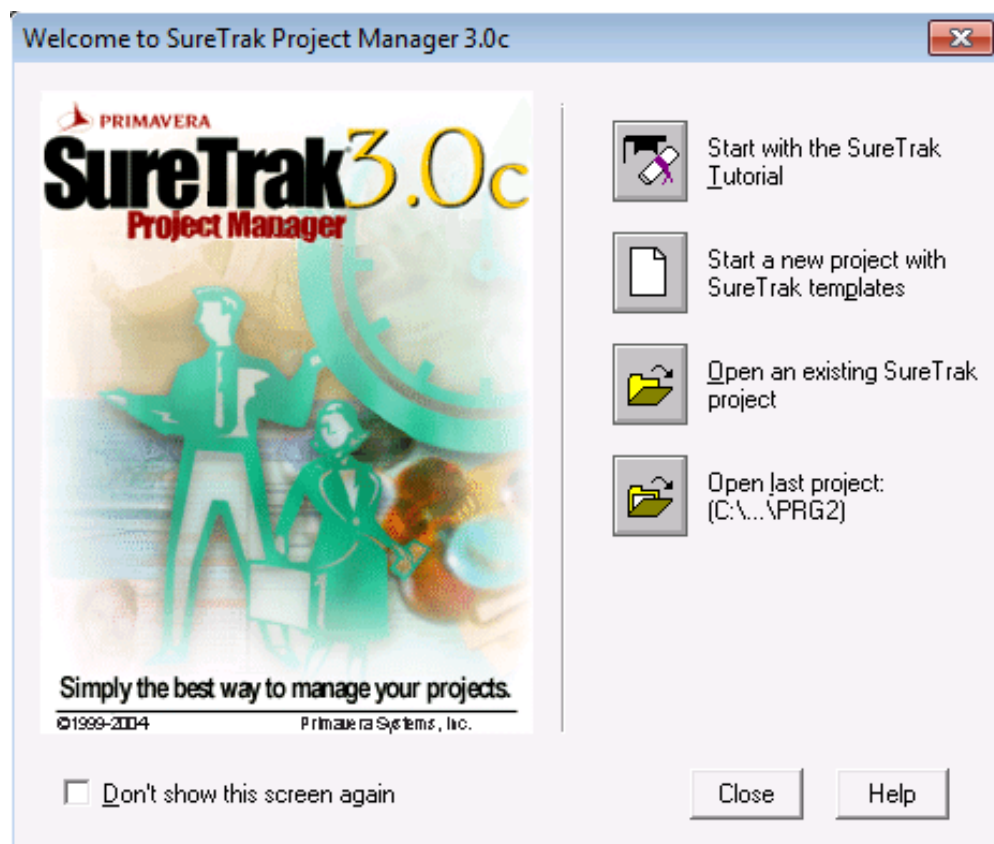 Welcome to SureTrak Project Manager 3.0c
PRIMAVERA
SureTrak 3.0c
Project Manager
Simply the best way to manage your projects.
©1999-2004 Primavera Systems, Inc.
Start with the SureTrak
Tutorial
Start a new project with
SureTrak templates
Open an existing SureTrak
project
Open last project:
(C:\...\PRG2)
Don't show this screen again
Close Help